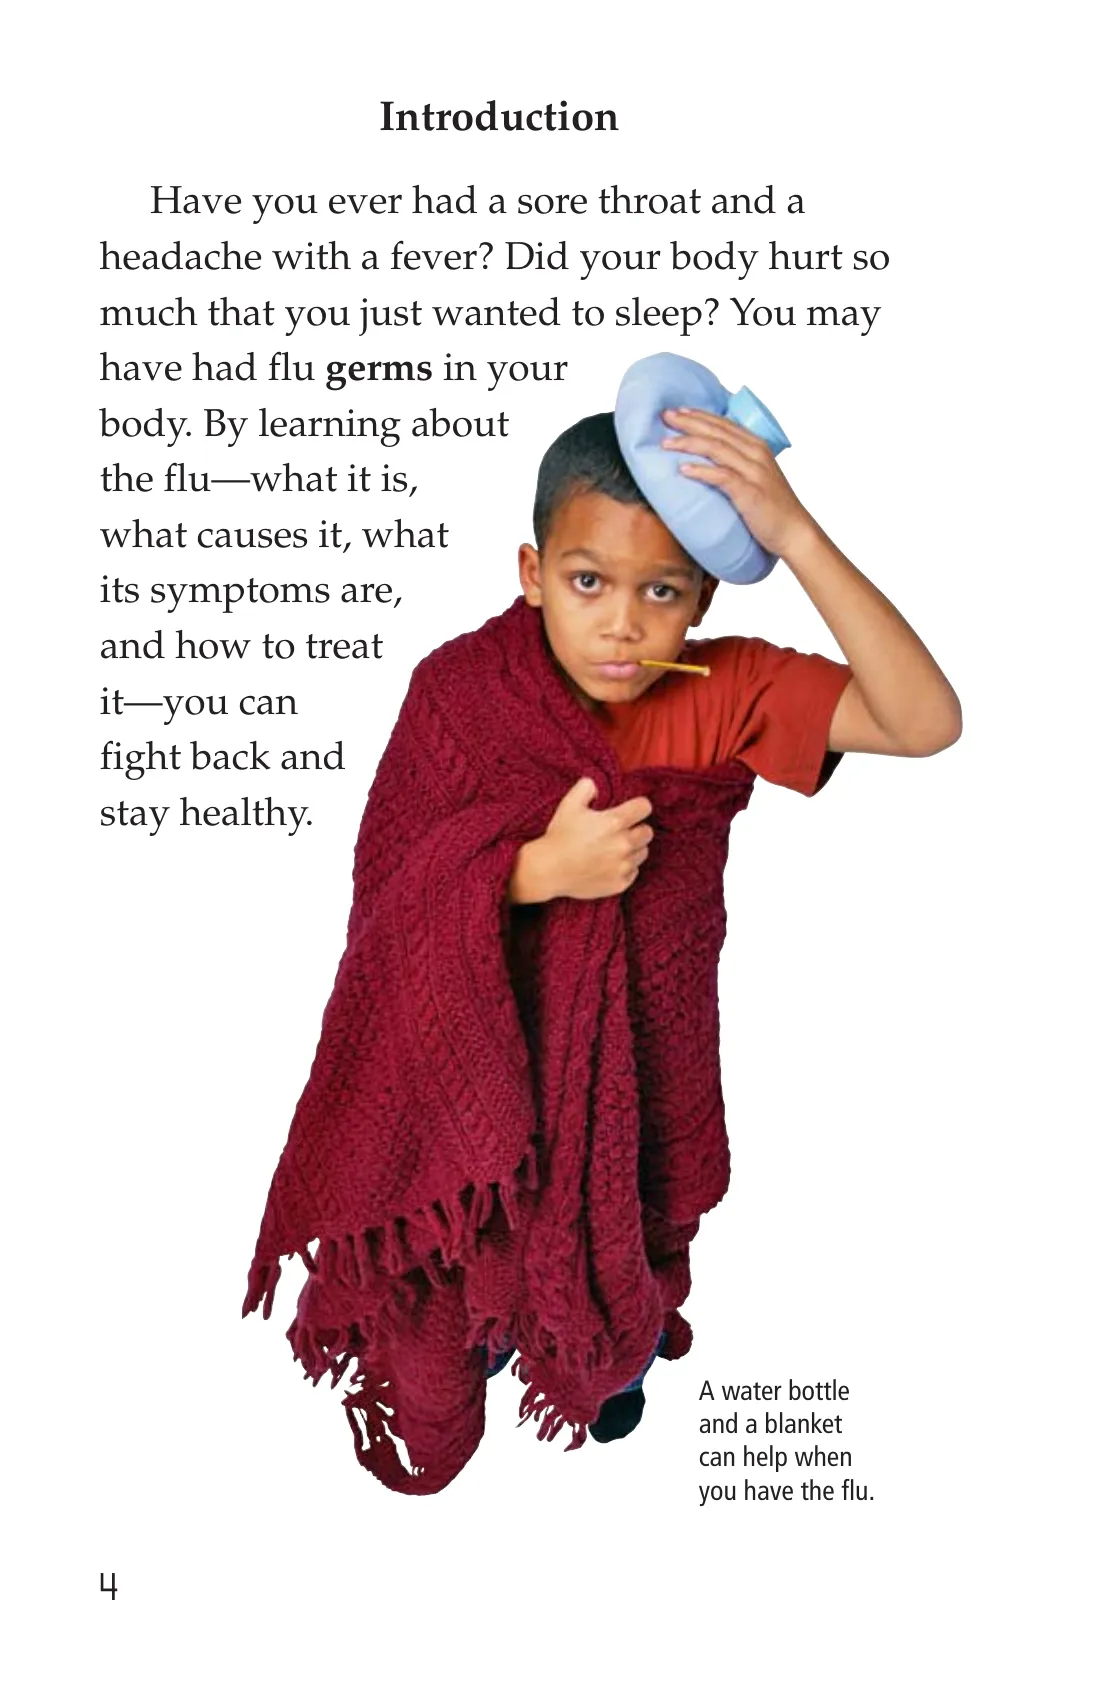 Introduction
Have you ever had a sore throat and a
headache with a fever? Did your body hurt so
much that you just wanted to sleep? You may
have had flu germs in your
body. By learning about
the flu—what it is,
what causes it, what
its symptoms are,
and how to treat
it—you can
fight back and
stay healthy.
A water bottle
and a blanket
can help when
you have the flu.
4